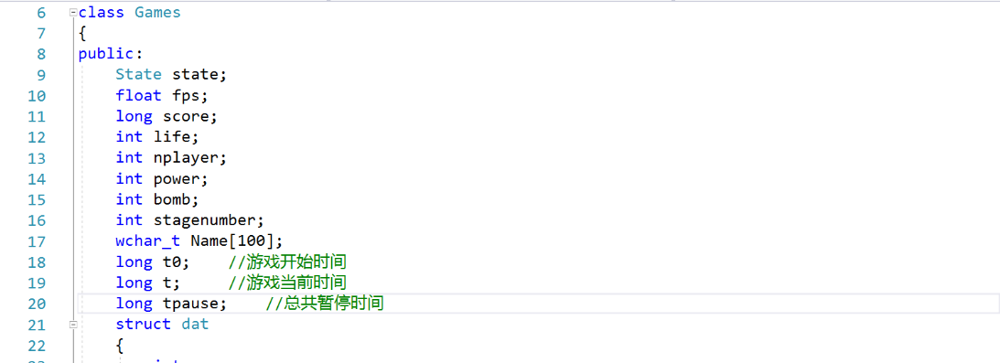 6 class Games
7 {
8 public:
9 State state;
10 float fps;
11 long score;
12 int life;
13 int nplayer;
14 int power;
15 int bomb;
16 int stagenumber;
17 wchar_t Name[100];
18 long t0; //游戏开始时间
19 long t; //游戏当前时间
20 long tpause; //总共暂停时间
21 struct dat
22 {